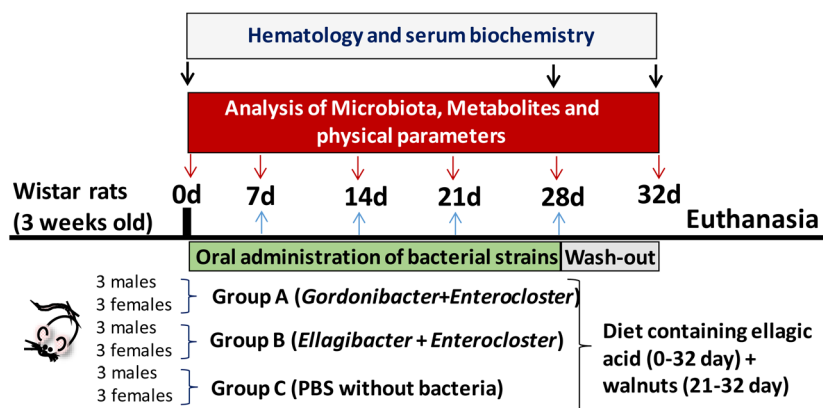 Hematology and serum biochemistry
Analysis of Microbiota, Metabolites and
physical parameters
Wistar rats
(3 weeks old)
0d
7d
14d
21d
28d
32d
Euthanasia
Oral administration of bacterial strains
Wash-out
3 males
3 females
Group A (Gordonibacter+Enterocloster)
3 males
3 females
Group B (Ellagibacter + Enterocloster)
3 males
3 females
Group C (PBS without bacteria)
Diet containing ellagic
acid (0-32 day) +
walnuts (21-32 day)